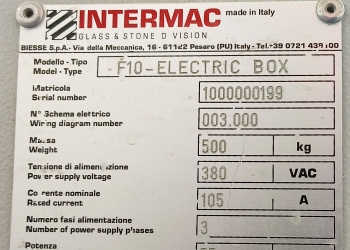 INTERMAC made in Italy
GLASS & STONE DIVISION
BIESSE S.p.A.- Via della Meccanica, 16 - 61122 Pesaro (PU) Italy - Tel.+39 0721 439100
Modello - Tipo
Model - Type
F10-ELECTRIC BOX
Matricola
Serial number
1000000199
N° Schema elettrico
Wiring diagram number
003,000
Massa
Weight
500 kg
Tensione di alimentazione
Power supply voltage
380 VAC
Corrente nominale
Rated current
105 A
Numero fasi alimentazione
Number of power supply phases
3
Potenza